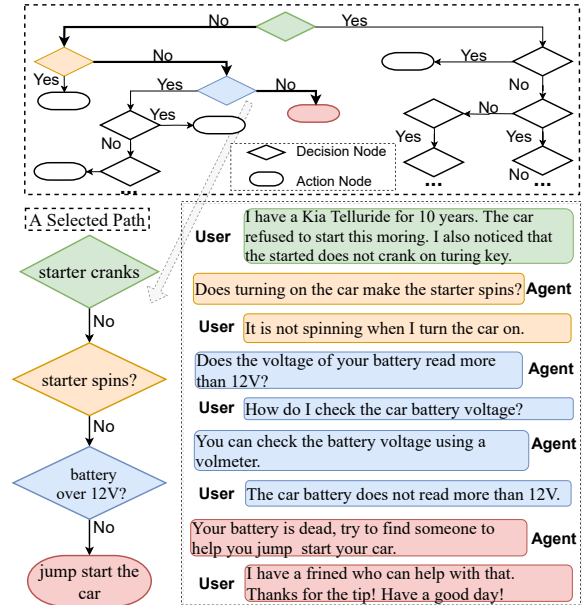 No
Yes
No
Yes
Yes
No
No
Yes
No
Yes
Yes
No
No
...
...
...
Decision Node
Action Node
A Selected Path
starter cranks
No
starter spins?
No
battery
over 12V?
No
jump start the
car
User
I have a Kia Telluride for 10 years. The car
refused to start this moring. I also noticed that
the started does not crank on turing key.
Does turning on the car make the starter spins?
Agent
User
It is not spinning when I turn the car on.
Does the voltage of your battery read more
than 12V?
Agent
User
How do I check the car battery voltage?
You can check the battery voltage using a
volmeter.
Agent
User
The car battery does not read more than 12V.
Your battery is dead, try to find someone to
help you jump start your car.
Agent
User
I have a frined who can help with that.
Thanks for the tip! Have a good day!